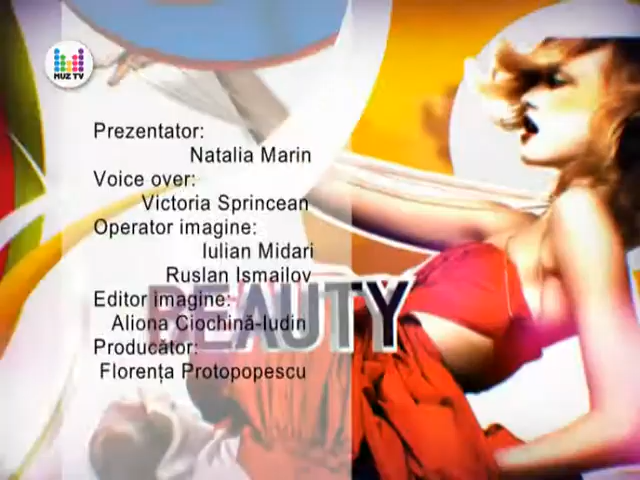 MUZ TV
Prezentator:
Natalia Marin
Voice over:
Victoria Sprincean
Operator imagine:
Iulian Midari
Ruslan Ismailov
BEAUTY
Editor imagine:
Aliona Ciochină-Iudin
Producător:
Florența Protopopescu